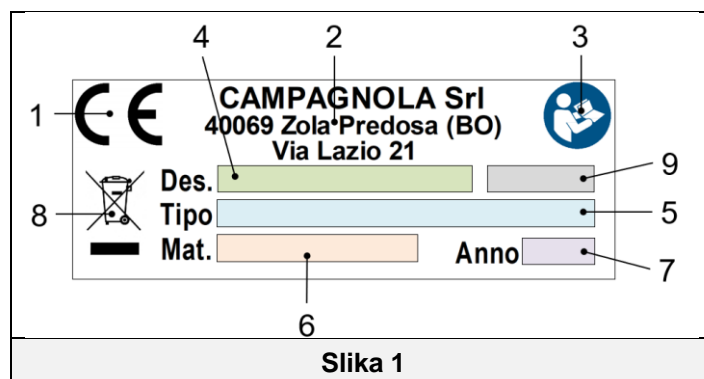 4 2 3
1 CE CAMPAGNOLA Srl
40069 Zola Predosa (BO)
Via Lazio 21
Des. 9
8 Tipo 5
Mat. Anno 7
6
Slika 1